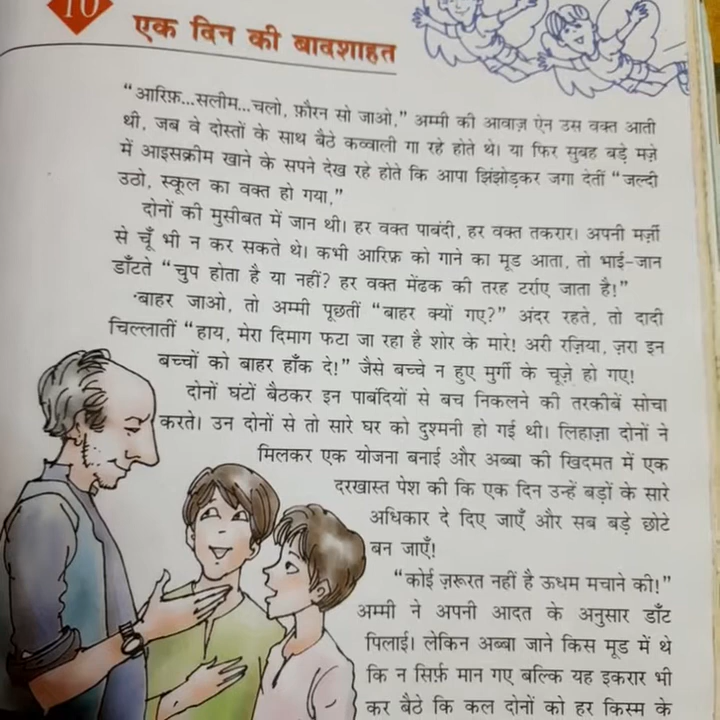 10
एक दिन की बादशाहत
“आरिफ़...सलीम...चलो, फ़ौरन सो जाओ,” अम्मी की आवाज़ ऐन उस वक्त आती
थी, जब वे दोस्तों के साथ बैठे कव्वाली गा रहे होते थे। या फिर सुबह बड़े मज़े
में आइसक्रीम खाने के सपने देख रहे होते कि आपा झिंझोड़कर जगा देतीं “जल्दी
उठो, स्कूल का वक्त हो गया,”
दोनों की मुसीबत में जान थी। हर वक्त पाबंदी, हर वक्त तकरार। अपनी मर्ज़ी
से चूँ भी न कर सकते थे। कभी आरिफ़ को गाने का मूड आता, तो भाई-जान
डाँटते “चुप होता है या नहीं? हर वक्त मेंढक की तरह टर्राए जाता है!”
‘बाहर जाओ, तो अम्मी पूछतीं “बाहर क्यों गए?” अंदर रहते, तो दादी
चिल्लातीं “हाय, मेरा दिमाग फटा जा रहा है शोर के मारे! अरी रज़िया, ज़रा इन
बच्चों को बाहर हाँक दे!” जैसे बच्चे न हुए मुर्गी के चूज़े हो गए!
दोनों घंटों बैठकर इन पाबंदियों से बच निकलने की तरकीबें सोचा
करते। उन दोनों से तो सारे घर को दुश्मनी हो गई थी। लिहाज़ा दोनों ने
मिलकर एक योजना बनाई और अब्बा की खिदमत में एक
दरखास्त पेश की कि एक दिन उन्हें बड़ों के सारे
अधिकार दे दिए जाएँ और सब बड़े छोटे
बन जाएँ!
“कोई ज़रूरत नहीं है ऊधम मचाने की!”
अम्मी ने अपनी आदत के अनुसार डाँट
पिलाई। लेकिन अब्बा जाने किस मूड में थे
कि न सिर्फ़ मान गए बल्कि यह इकरार भी
कर बैठे कि कल दोनों को हर किस्म के